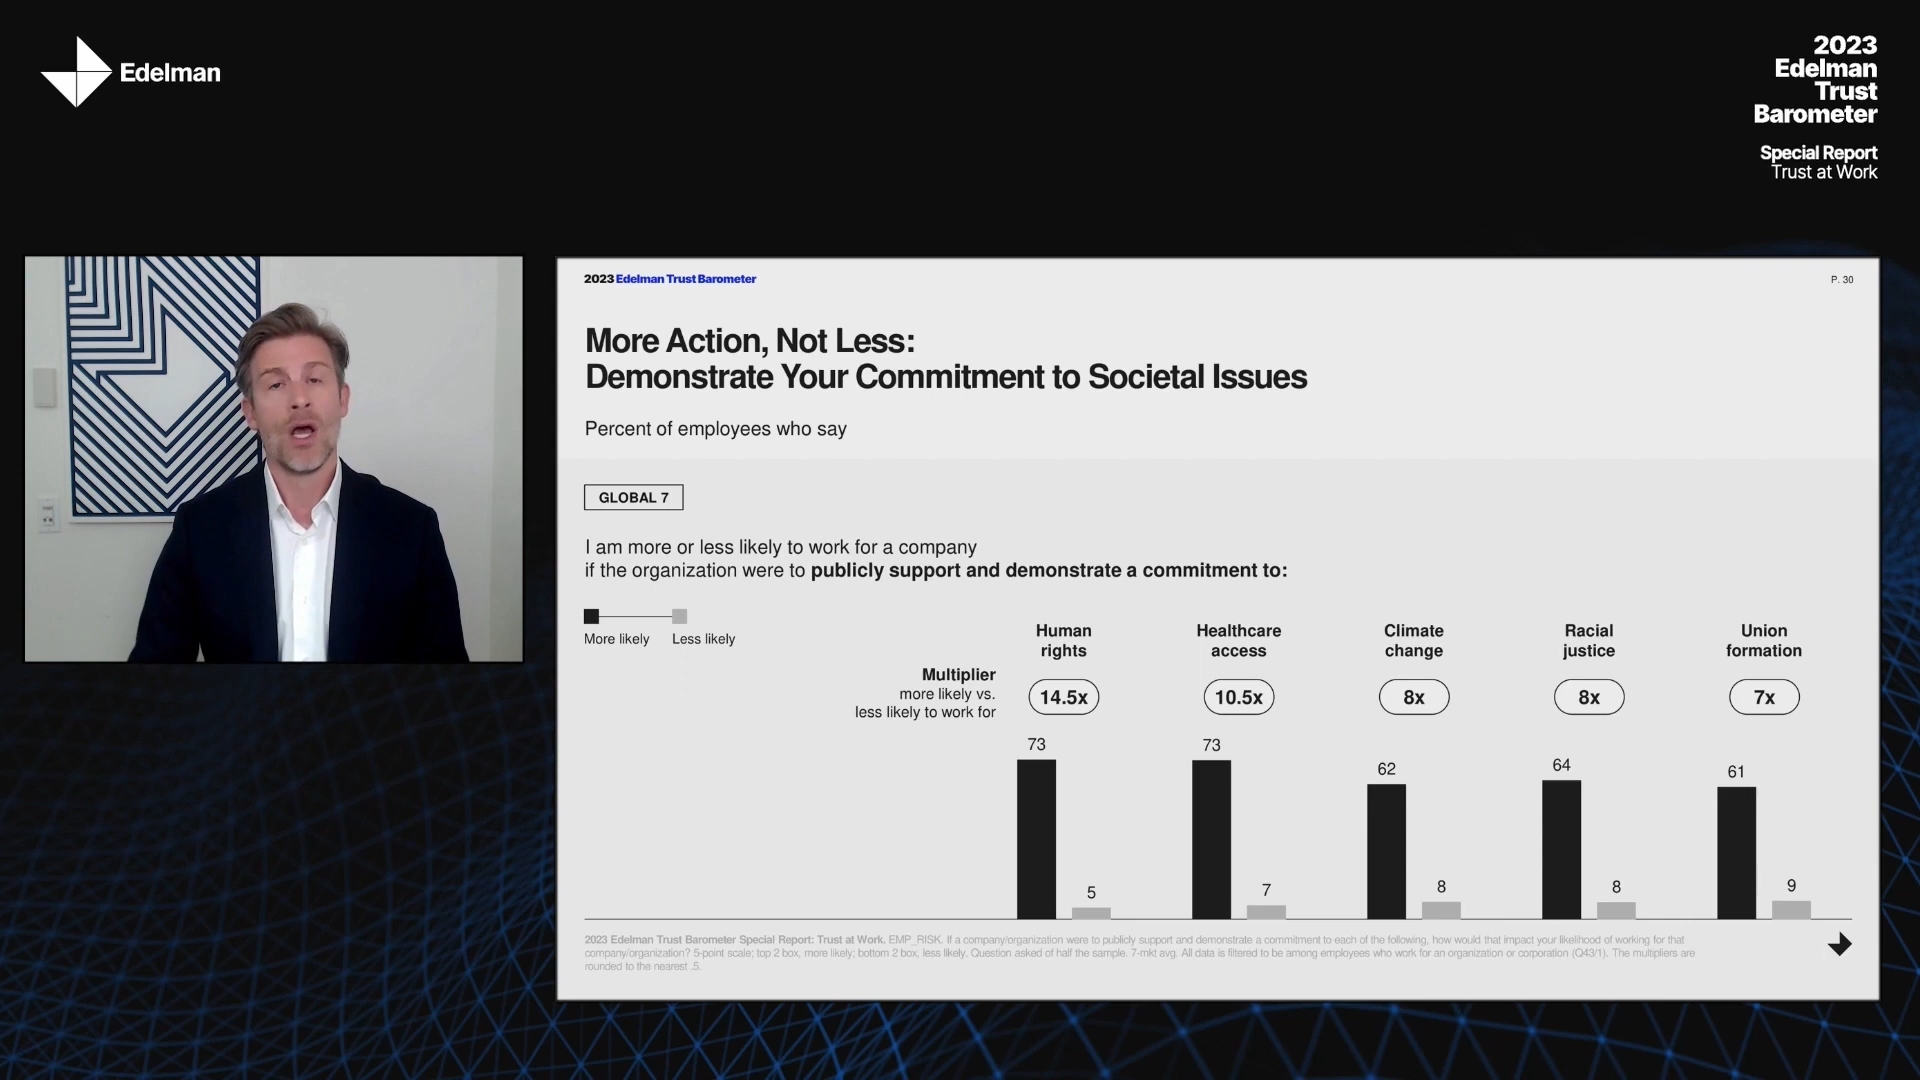 Edelman
2023
Edelman
Trust
Barometer
Special Report
Trust at Work
2023 Edelman Trust Barometer
P. 30
More Action, Not Less:
Demonstrate Your Commitment to Societal Issues
Percent of employees who say
GLOBAL 7
I am more or less likely to work for a company
if the organization were to publicly support and demonstrate a commitment to:
More likely
Less likely
Human
rights
Healthcare
access
Climate
change
Racial
justice
Union
formation
Multiplier
more likely vs.
less likely to work for
14.5x
10.5x
8x
8x
7x
73
5
73
7
62
8
64
8
61
9
2023 Edelman Trust Barometer Special Report: Trust at Work. EMP_RISK. If a company/organization were to publicly support and demonstrate a commitment to each of the following, how would that impact your likelihood of working for that
company/organization? 5-point scale; top 2 box, more likely; bottom 2 box, less likely. Question asked of half the sample. 7-mkt avg. All data is filtered to be among employees who work for an organization or corporation (Q43/1). The multipliers are
rounded to the nearest .5.